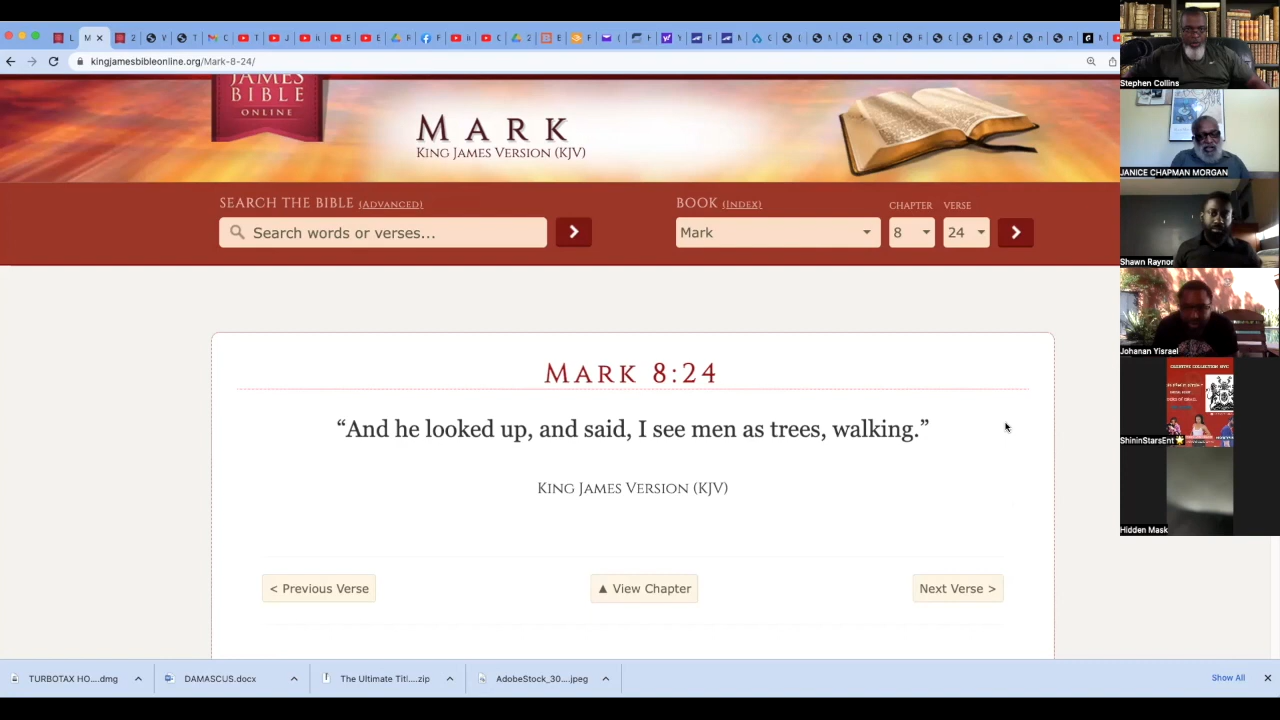 kingjamesbibleonline.org/Mark-8-24/
JAMES
BIBLE
ONLINE
MARK
KING JAMES VERSION (KJV)
SEARCH THE BIBLE (ADVANCED)
Search words or verses...
BOOK (INDEX)
CHAPTER
VERSE
Mark
8
24
MARK 8:24
“And he looked up, and said, I see men as trees, walking.”
KING JAMES VERSION (KJV)
< Previous Verse
▲ View Chapter
Next Verse >
TURBOTAX HO....dmg
DAMASCUS.docx
The Ultimate Titl....zip
AdobeStock_30....jpeg
Show All
Stephen Collins
JANICE CHAPMAN MORGAN
Shawn Raynor
Johanan Yisrael
ShininStarsEnt🌟
Hidden Mask